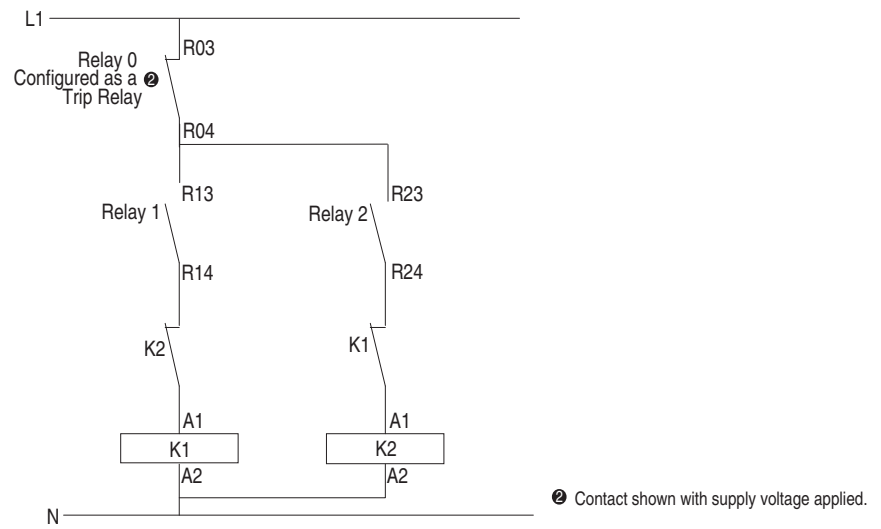 L1
R03
Relay 0
Configured as a ❷
Trip Relay
R04
R13
R23
Relay 1
Relay 2
R14
R24
K2
K1
A1
A1
K1
K2
A2
A2
❷ Contact shown with supply voltage applied.
N